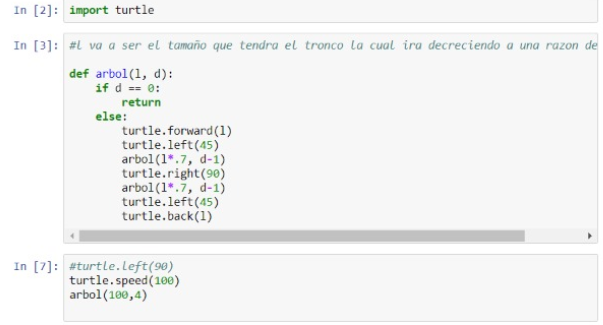 In [2]: import turtle
In [3]: #l va a ser el tamaño que tendra el tronco la cual ira decreciendo a una razon de
def arbol(l, d):
if d == 0:
return
else:
turtle.forward(l)
turtle.left(45)
arbol(l*.7, d-1)
turtle.right(90)
arbol(l*.7, d-1)
turtle.left(45)
turtle.back(l)
In [7]: #turtle.left(90)
turtle.speed(100)
arbol(100,4)